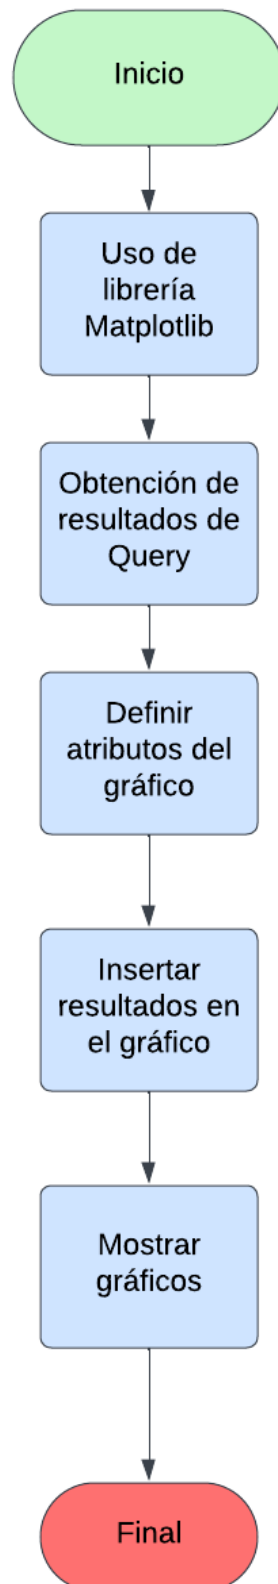 Inicio
Uso de
librería
Matplotlib
Obtención de
resultados de
Query
Definir
atributos del
gráfico
Insertar
resultados en
el gráfico
Mostrar
gráficos
Final